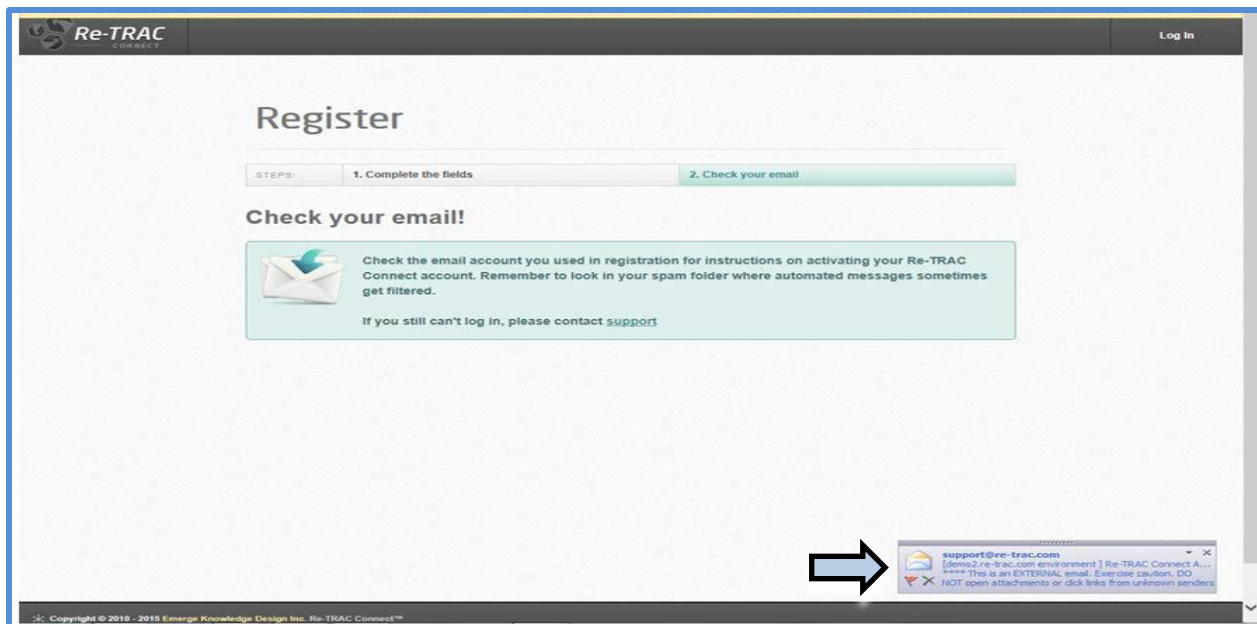 Re-TRAC
CONNECT
Log In
Register
STEPS:
1. Complete the fields
2. Check your email
Check your email!
Check the email account you used in registration for instructions on activating your Re-TRAC
Connect account. Remember to look in your spam folder where automated messages sometimes
get filtered.
If you still can't log in, please contact support
support@re-trac.com
[demo2.re-trac.com environment ] Re-TRAC Connect A...
**** This is an EXTERNAL email. Exercise caution. DO
NOT open attachments or click links from unknown senders
Copyright © 2010 - 2015 Emerge Knowledge Design Inc. Re-TRAC Connect™